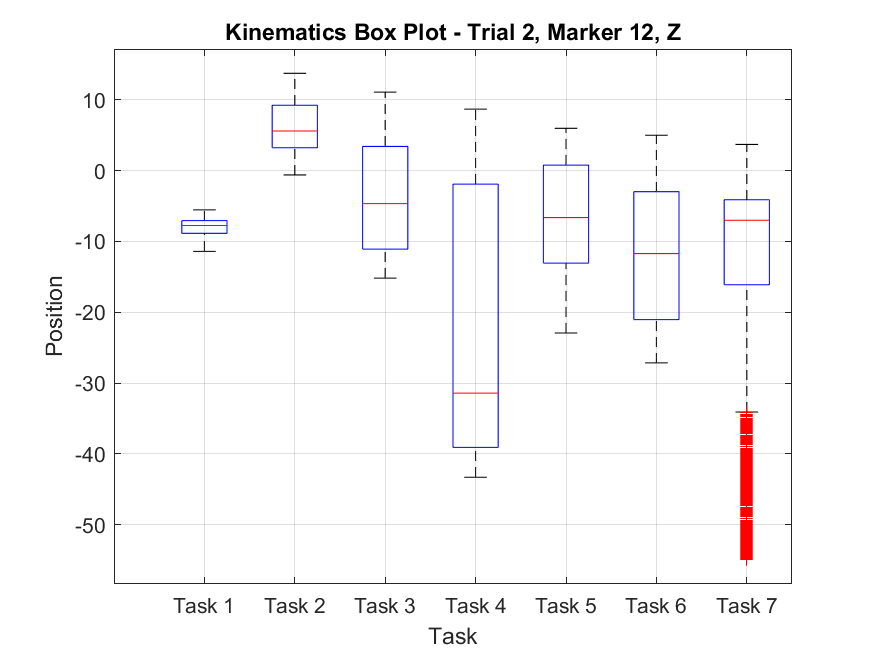 Kinematics Box Plot - Trial 2, Marker 12, Z
10
0
-10
-20
-30
-40
-50
Position
Task 1 Task 2 Task 3 Task 4 Task 5 Task 6 Task 7
Task